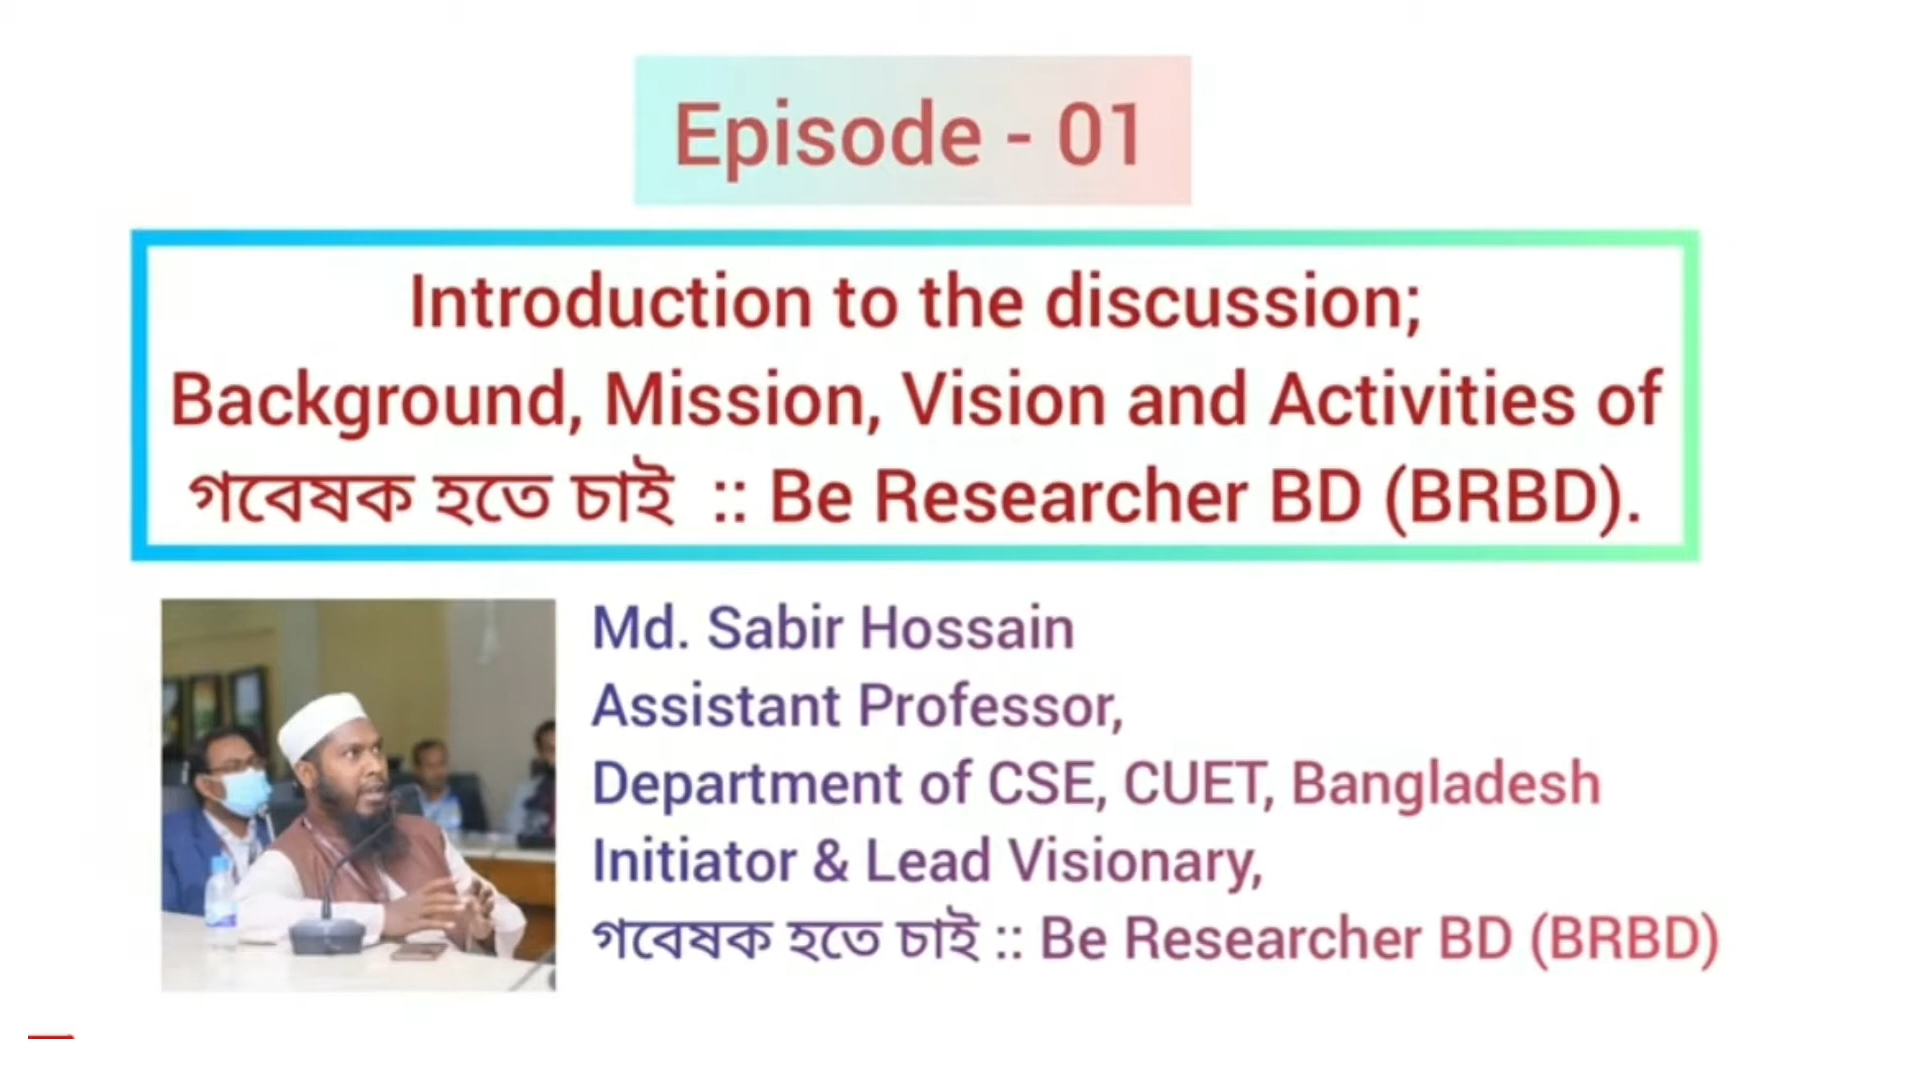 Episode - 01
Introduction to the discussion;
Background, Mission, Vision and Activities of
গবেষক হতে চাই :: Be Researcher BD (BRBD).
Md. Sabir Hossain
Assistant Professor,
Department of CSE, CUET, Bangladesh
Initiator & Lead Visionary,
গবেষক হতে চাই :: Be Researcher BD (BRBD)